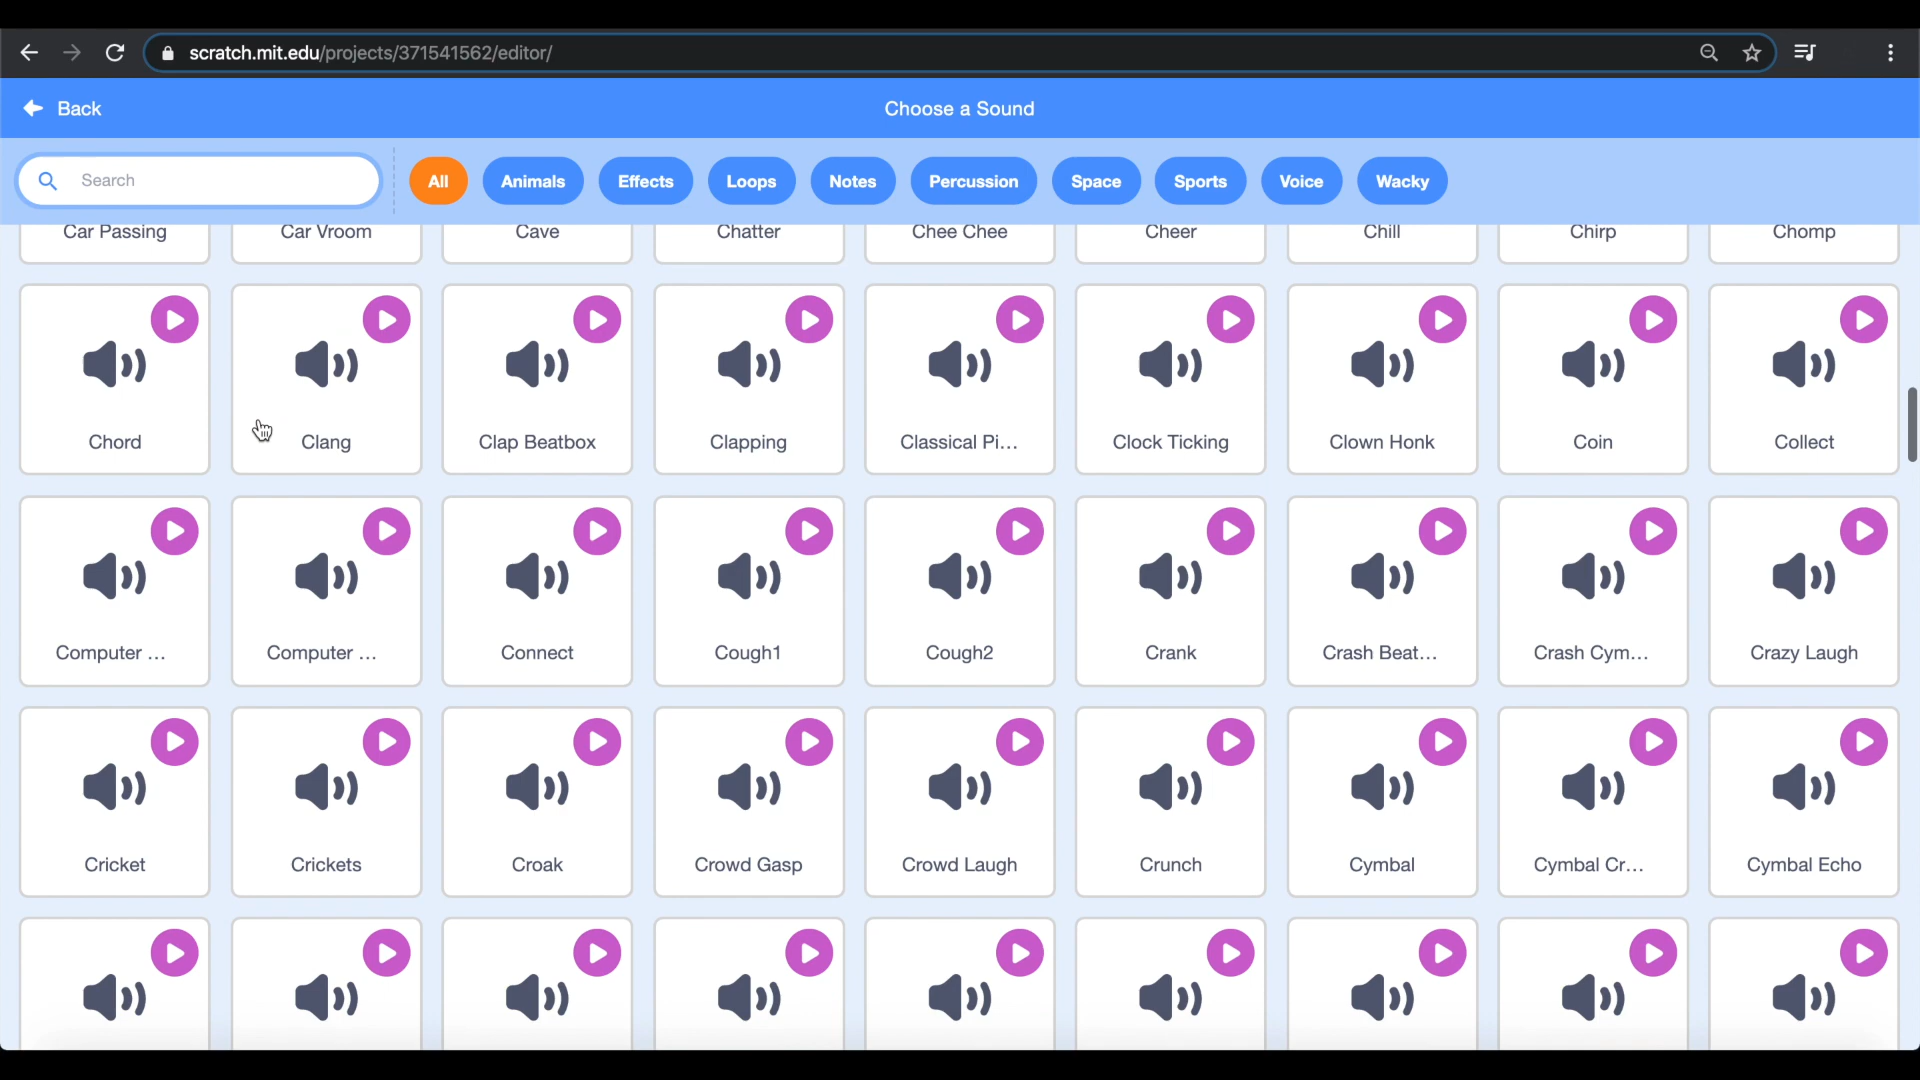 scratch.mit.edu/projects/371541562/editor/
Back
Choose a Sound
Search
All
Animals
Effects
Loops
Notes
Percussion
Space
Sports
Voice
Wacky
Car Passing
Car Vroom
Cave
Chatter
Chee Chee
Cheer
Chill
Chirp
Chomp
Chord
Clang
Clap Beatbox
Clapping
Classical Pi...
Clock Ticking
Clown Honk
Coin
Collect
Computer ...
Computer ...
Connect
Cough1
Cough2
Crank
Crash Beat...
Crash Cym...
Crazy Laugh
Cricket
Crickets
Croak
Crowd Gasp
Crowd Laugh
Crunch
Cymbal
Cymbal Cr...
Cymbal Echo